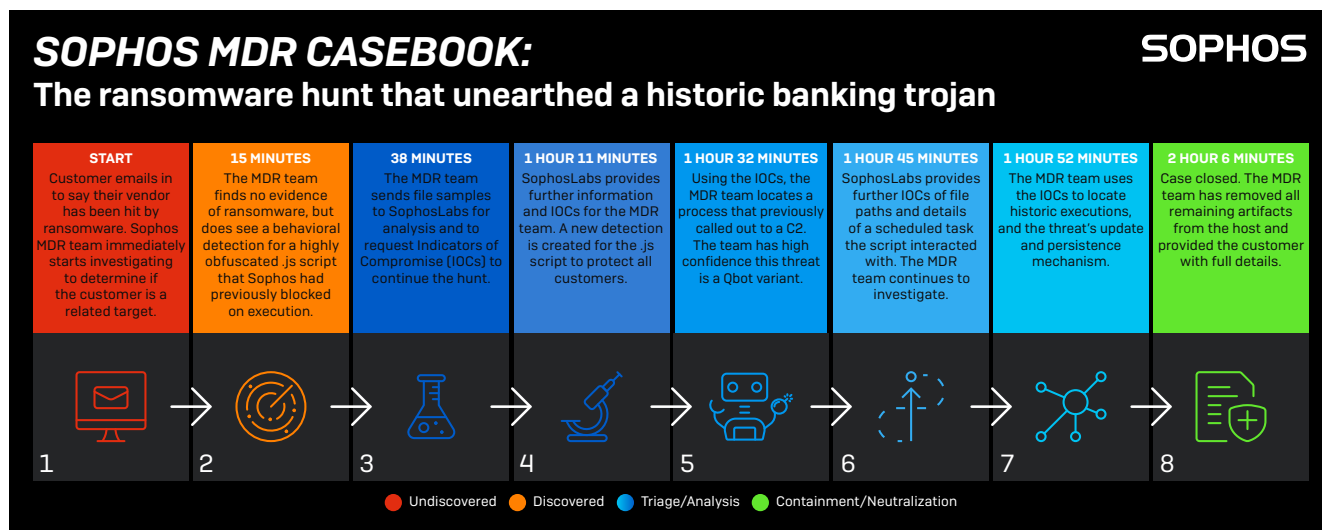 SOPHOS MDR CASEBOOK:
SOPHOS
The ransomware hunt that unearthed a historic banking trojan
START
Customer emails in
to say their vendor
has been hit by
ransomware. Sophos
MDR team immediately
starts investigating
to determine if
the customer is a
related target.
15 MINUTES
The MDR team
finds no evidence
of ransomware, but
does see a behavioral
detection for a highly
obfuscated .js script
that Sophos had
previously blocked
on execution.
38 MINUTES
The MDR team
sends file samples
to SophosLabs for
analysis and to
request Indicators of
Compromise (IOCs) to
continue the hunt.
1 HOUR 11 MINUTES
SophosLabs provides
further information
and IOCs for the MDR
team. A new detection
is created for the .js
script to protect all
customers.
1 HOUR 32 MINUTES
Using the IOCs, the
MDR team locates a
process that previously
called out to a C2.
The team has high
confidence this threat
is a Qbot variant.
1 HOUR 45 MINUTES
SophosLabs provides
further IOCs of file
paths and details
of a scheduled task
the script interacted
with. The MDR
team continues to
investigate.
1 HOUR 52 MINUTES
The MDR team uses
the IOCs to locate
historic executions,
and the threat's update
and persistence
mechanism.
2 HOUR 6 MINUTES
Case closed. The MDR
team has removed all
remaining artifacts
from the host and
provided the customer
with full details.
1
2
3
4
5
6
7
8
Undiscovered
Discovered
Triage/Analysis
Containment/Neutralization